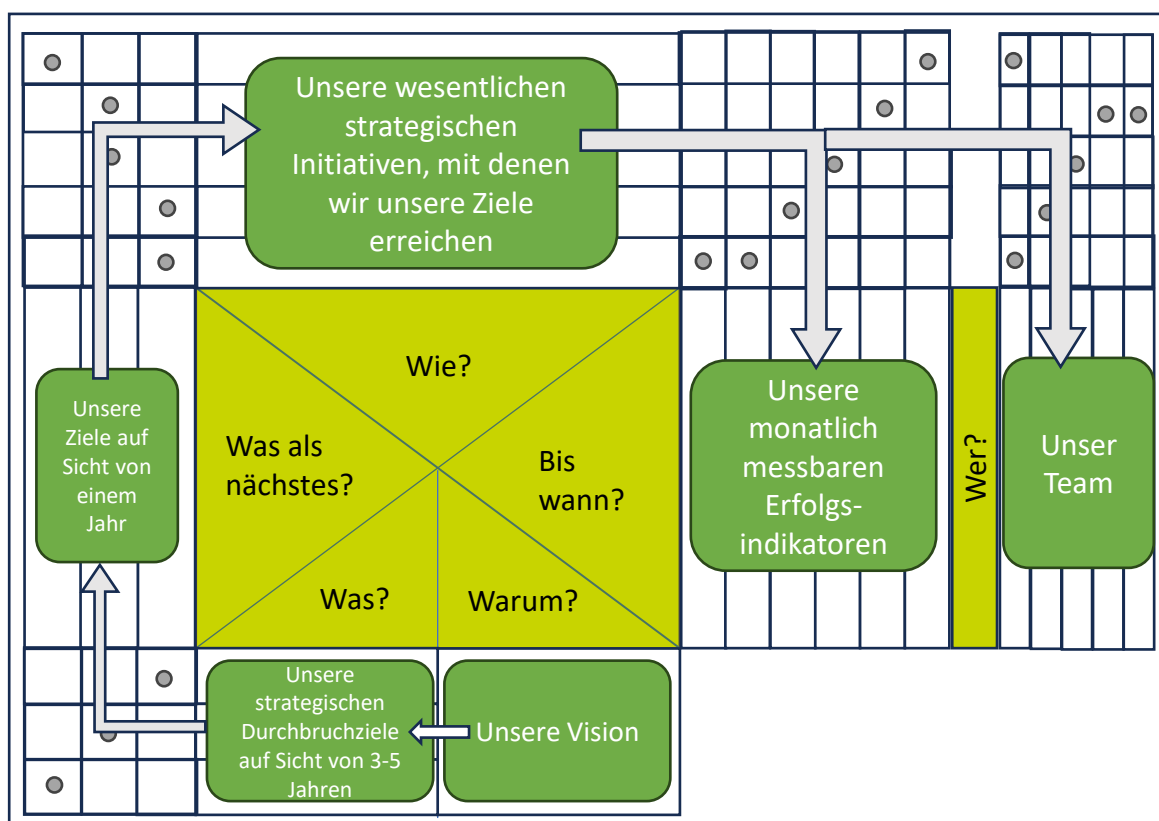 Unsere wesentlichen
strategischen
Initiativen, mit denen
wir unsere Ziele
erreichen
Wie?
Was als
nächstes?
Bis
wann?
Was?
Warum?
Unsere
Ziele auf
Sicht von
einem
Jahr
Unsere
monatlich
messbaren
Erfolgs-
indikatoren
Wer?
Unser
Team
Unsere
strategischen
Durchbruchziele
auf Sicht von 3-5
Jahren
Unsere Vision